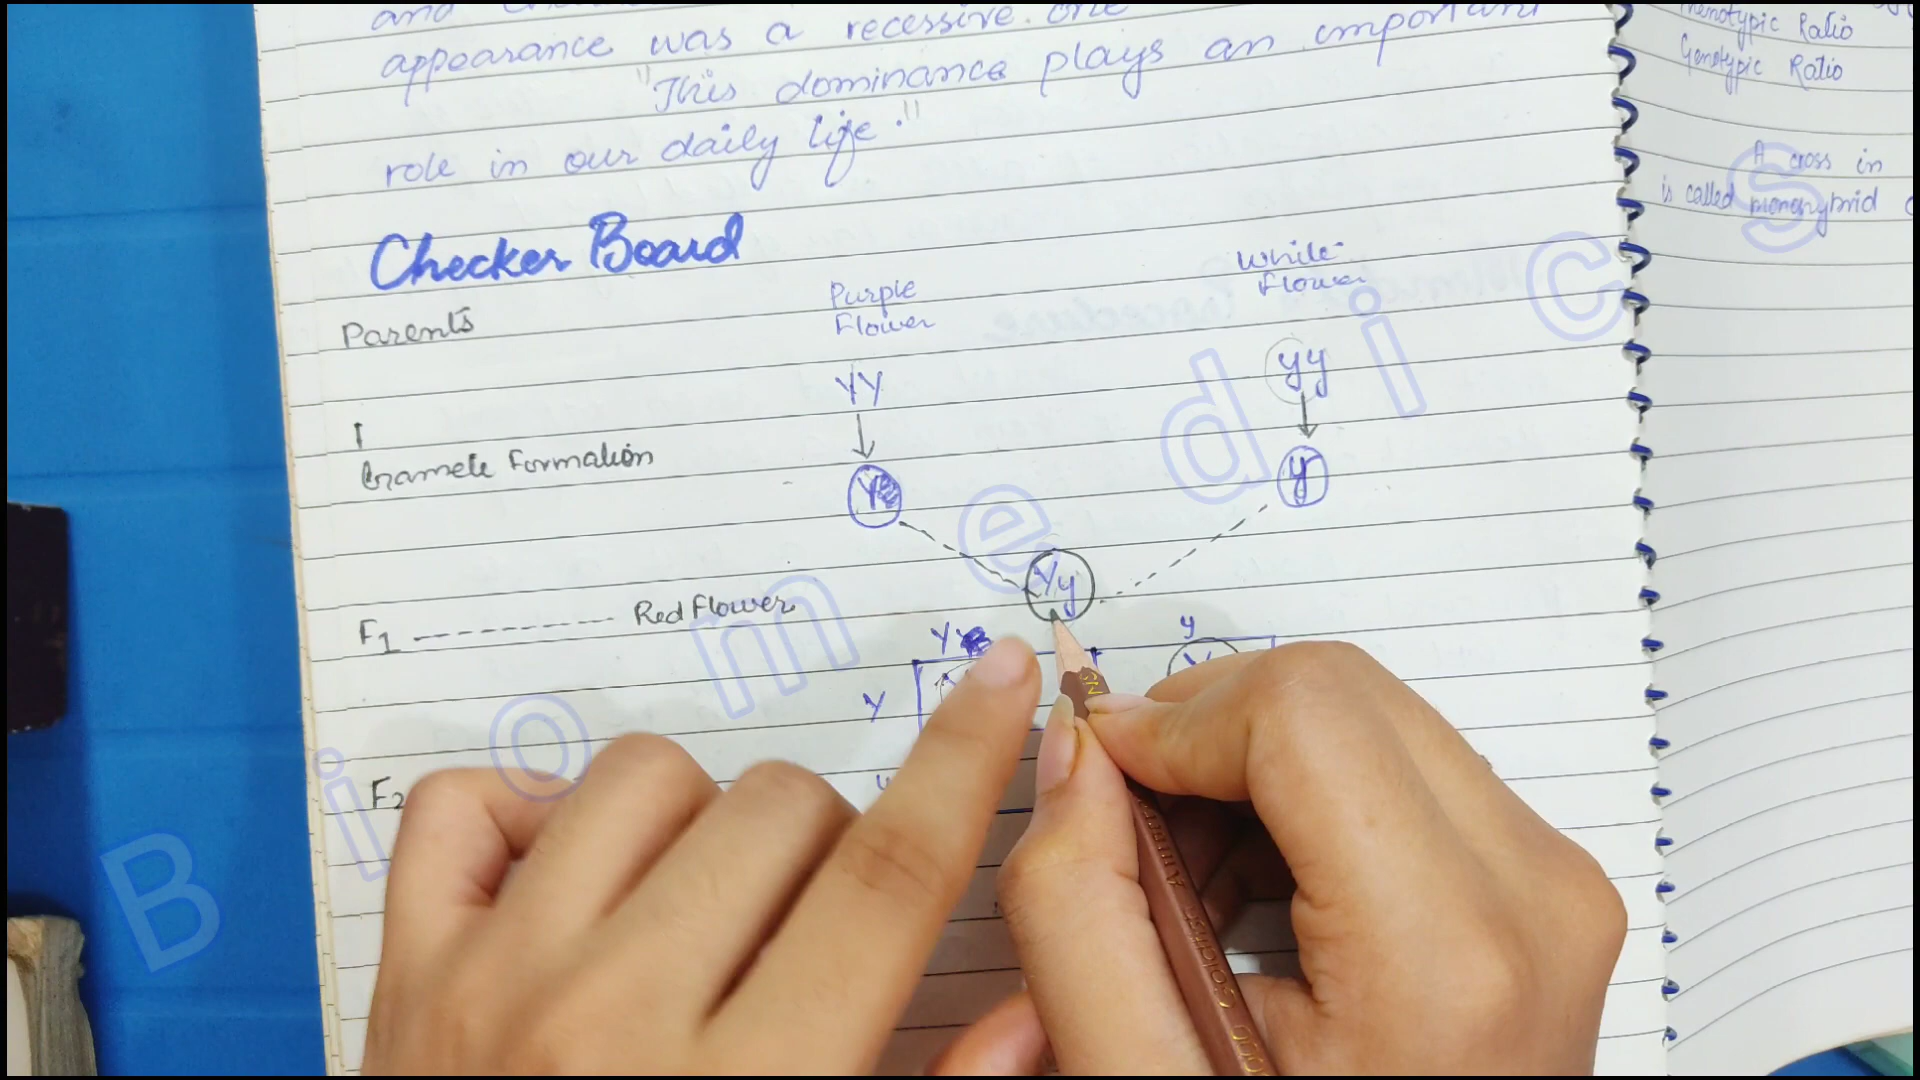 and
appearance was a recessive. One
"This dominance plays an important
role in our daily life."
Checker Board
Parents
Purple
Flower
White
Flower
YY
yy
Gamete Formation
Y
y
Yy
F1 ---------- Red Flower
Y
y
Y
F2
Phenotypic Ratio
Genotypic Ratio
A cross in
is called monohybrid
Biomedics